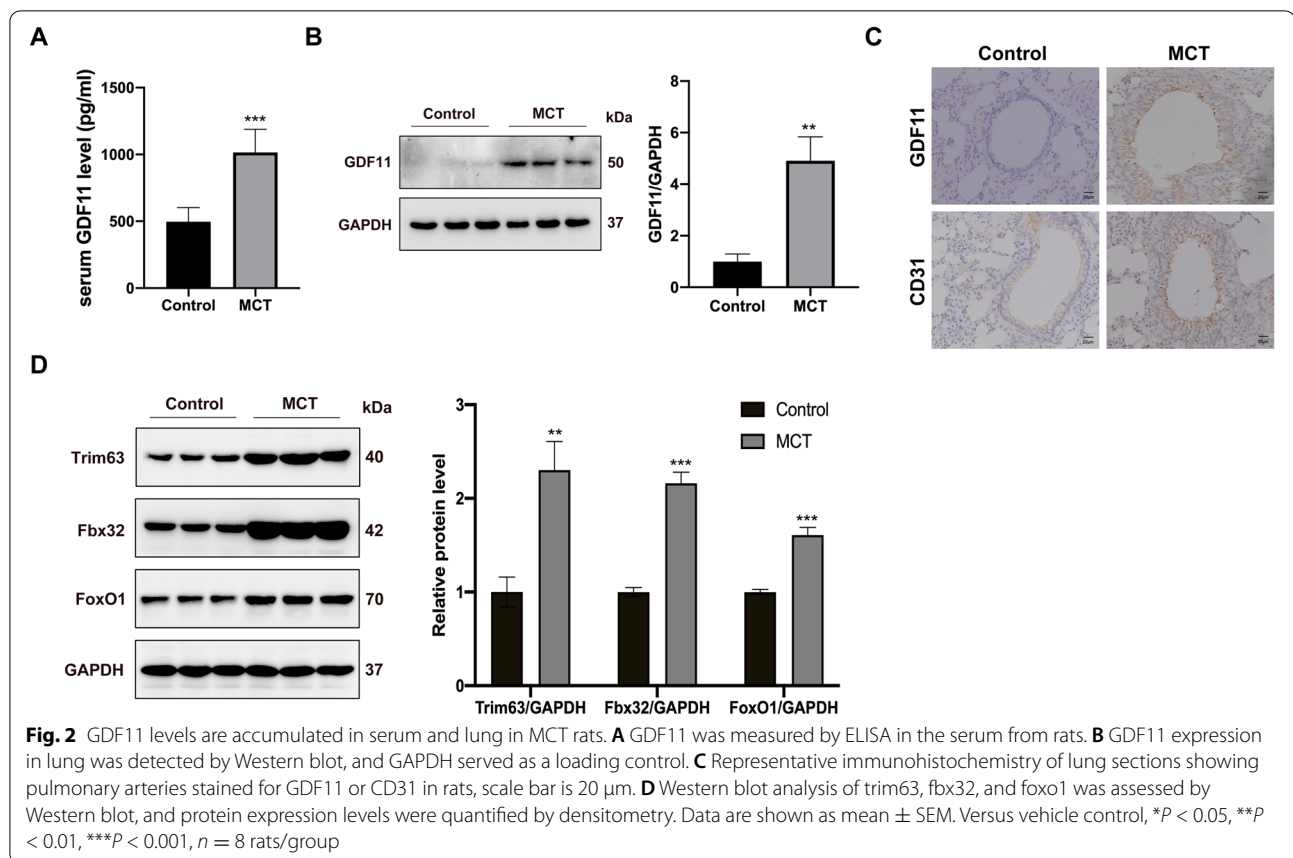 A
serum GDF11 level (pg/ml)
1500
1000
500
0
***
Control
MCT
B
Control
MCT
kDa
GDF11
50
GAPDH
37
GDF11/GAPDH
8
6
4
2
0
**
Control
MCT
C
Control
MCT
GDF11
20μm
20μm
CD31
20μm
20μm
D
Control
MCT
kDa
Trim63
40
Fbx32
42
FoxO1
70
GAPDH
37
Relative protein level
3
2
1
0
Control
MCT
**
***
***
Trim63/GAPDH
Fbx32/GAPDH
FoxO1/GAPDH
Fig. 2 GDF11 levels are accumulated in serum and lung in MCT rats. A GDF11 was measured by ELISA in the serum from rats. B GDF11 expression
in lung was detected by Western blot, and GAPDH served as a loading control. C Representative immunohistochemistry of lung sections showing
pulmonary arteries stained for GDF11 or CD31 in rats, scale bar is 20 μm. D Western blot analysis of trim63, fbx32, and foxo1 was assessed by
Western blot, and protein expression levels were quantified by densitometry. Data are shown as mean ± SEM. Versus vehicle control, *P < 0.05, **P
< 0.01, ***P < 0.001, n = 8 rats/group